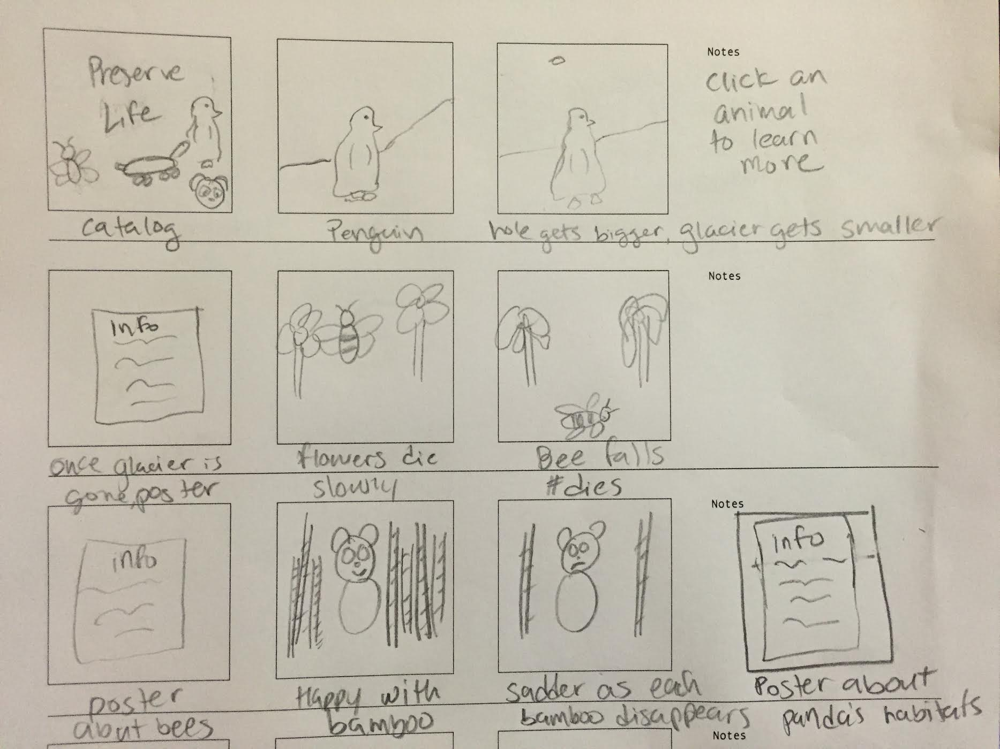 Preserve
Life
Notes
Click an
animal
to learn
more
catalog
Penguin
hole gets bigger, glacier gets smaller
Info
Notes
once glacier is
gone, poster
flowers die
slowly
Bee falls
#dies
info
Notes
info
poster
about bees
Happy with
bamboo
sadder as each
bamboo disappears
Poster about
panda's habitats
Notes